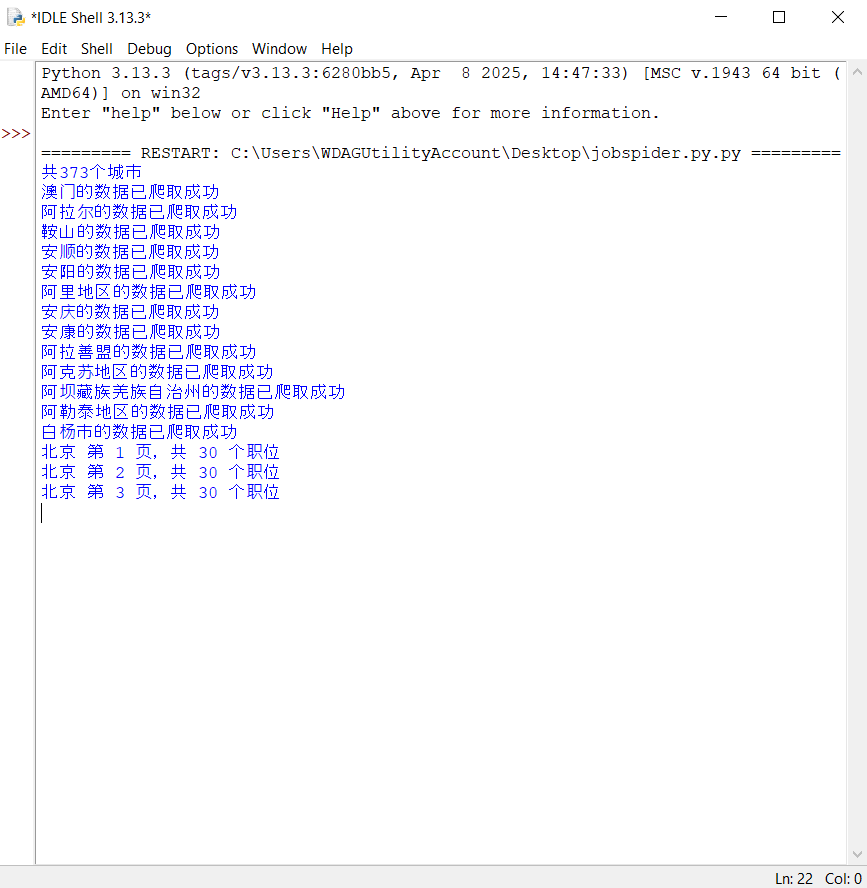 *IDLE Shell 3.13.3*
File Edit Shell Debug Options Window Help
Python 3.13.3 (tags/v3.13.3:6280bb5, Apr  8 2025, 14:47:33) [MSC v.1943 64 bit (
AMD64)] on win32
Enter "help" below or click "Help" above for more information.
>>>
========= RESTART: C:\Users\WDAGUtilityAccount\Desktop\jobspider.py.py =========
共373个城市
澳门的数据已爬取成功
阿拉尔的数据已爬取成功
鞍山的数据已爬取成功
安顺的数据已爬取成功
安阳的数据已爬取成功
阿里地区的数据已爬取成功
安庆的数据已爬取成功
安康的数据已爬取成功
阿拉善盟的数据已爬取成功
阿克苏地区的数据已爬取成功
阿坝藏族羌族自治州的数据已爬取成功
阿勒泰地区的数据已爬取成功
白杨市的数据已爬取成功
北京 第 1 页，共 30 个职位
北京 第 2 页，共 30 个职位
北京 第 3 页，共 30 个职位
Ln: 22 Col: 0